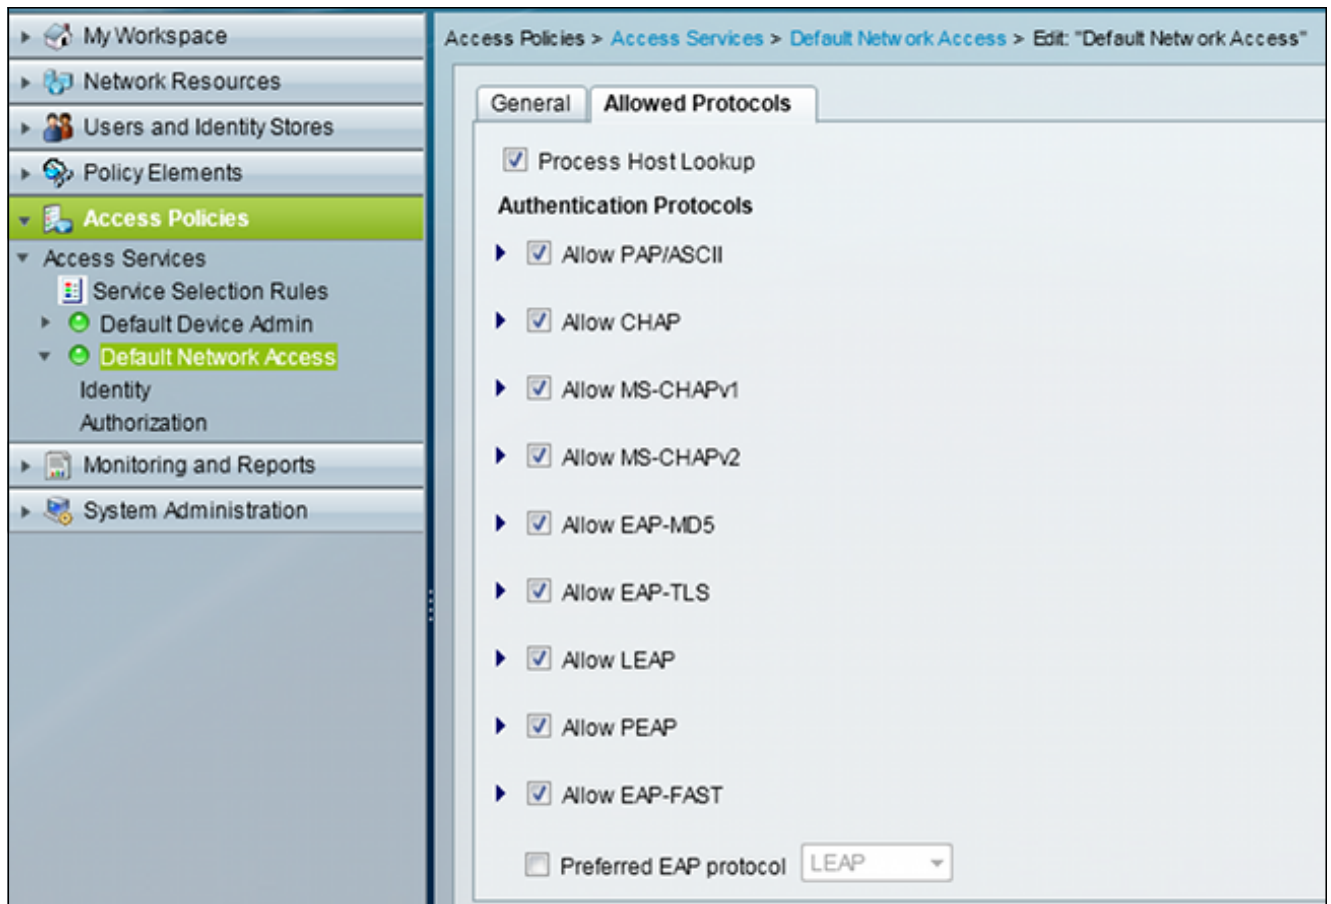 My Workspace
Network Resources
Users and Identity Stores
Policy Elements
Access Policies
Access Services
Service Selection Rules
Default Device Admin
Default Network Access
Identity
Authorization
Monitoring and Reports
System Administration
Access Policies > Access Services > Default Network Access > Edit: "Default Network Access"
General Allowed Protocols
Process Host Lookup
Authentication Protocols
Allow PAP/ASCII
Allow CHAP
Allow MS-CHAPv1
Allow MS-CHAPv2
Allow EAP-MD5
Allow EAP-TLS
Allow LEAP
Allow PEAP
Allow EAP-FAST
Preferred EAP protocol LEAP